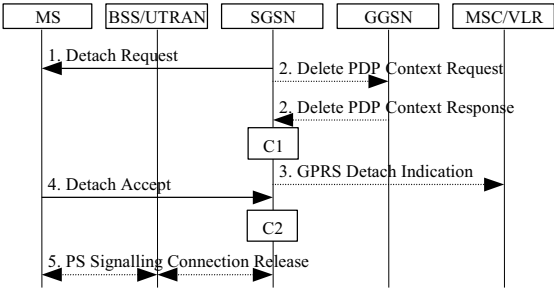 MS BSS/UTRAN SGSN GGSN MSC/VLR
1. Detach Request
2. Delete PDP Context Request
2. Delete PDP Context Response
C1
3. GPRS Detach Indication
4. Detach Accept
C2
5. PS Signalling Connection Release